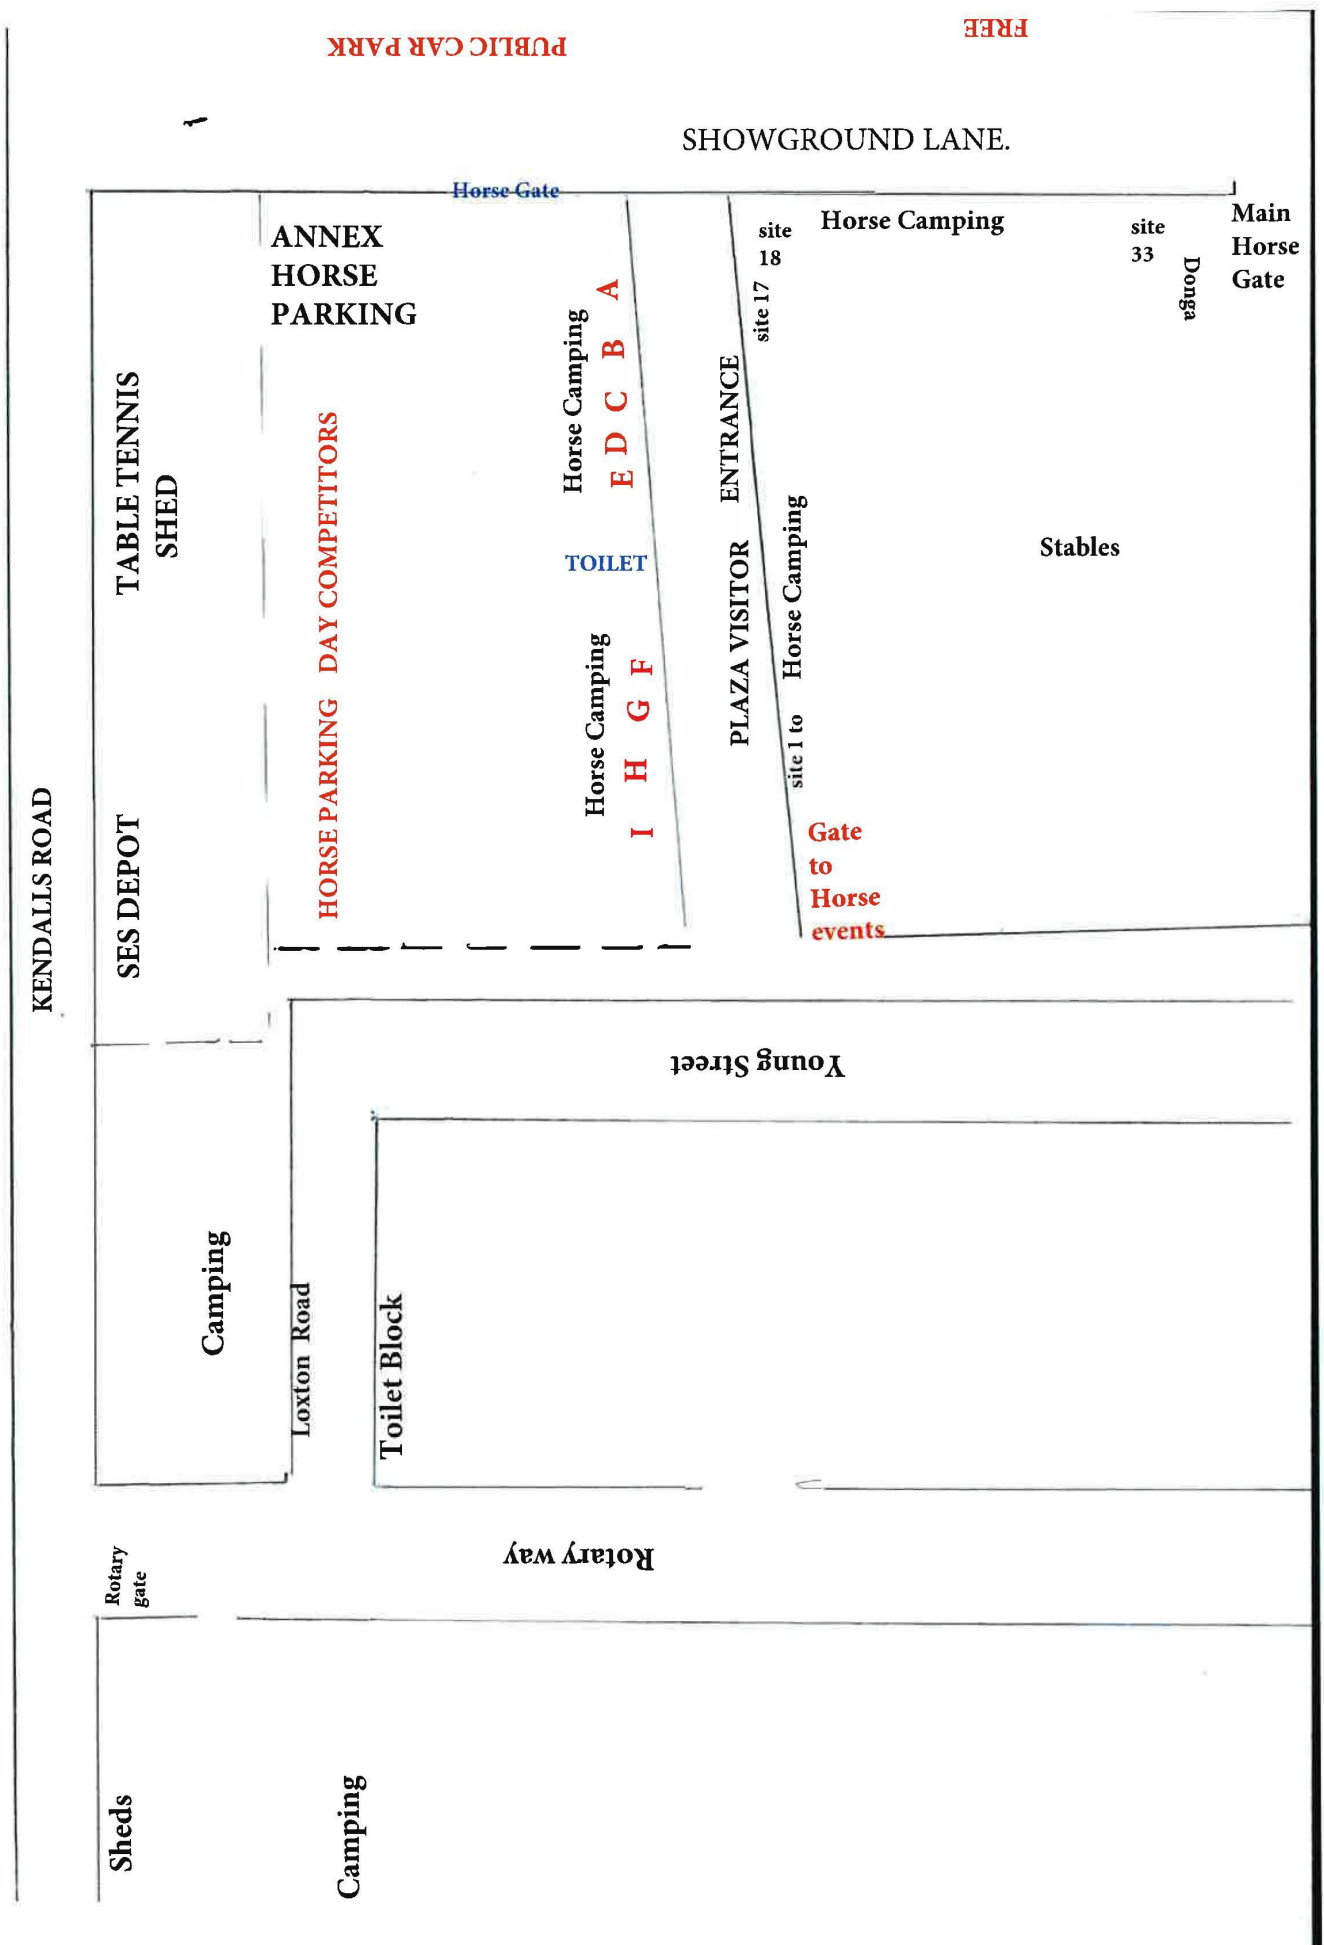 FREE
PUBLIC CAR PARK
SHOWGROUND LANE.
Horse Gate
ANNEX
HORSE
PARKING
site
18
Horse Camping
site
33
Main
Horse
Gate
Donga
site 17
A
B
C
D
E
Horse Camping
TABLE TENNIS
SHED
HORSE PARKING DAY COMPETITORS
PLAZA VISITOR ENTRANCE
TOILET
Stables
site 1 to Horse Camping
Horse Camping
F
G
H
I
KENDALLS ROAD
SES DEPOT
Gate
to
Horse
events
Young Street
Camping
Loxton Road
Toilet Block
Rotary way
Rotary
gate
Sheds
Camping